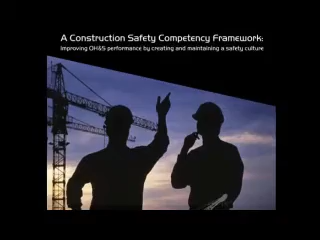 A Construction Safety Competency Framework:
Improving OH&S performance by creating and maintaining a safety culture